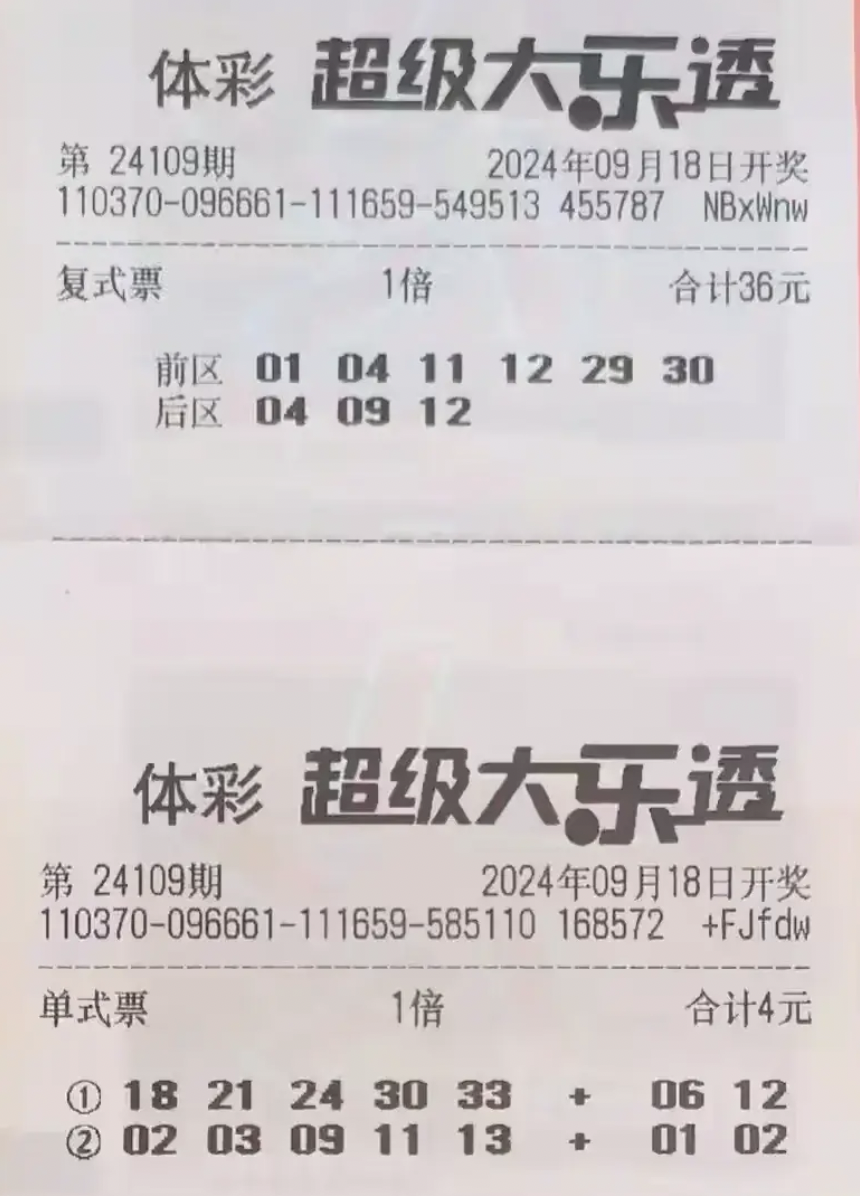 体彩 超级大乐透
第 24109期 2024年09月18日开奖
110370-096661-111659-549513 455787 NBxWnw
复式票 1倍 合计36元
前区 01 04 11 12 29 30
后区 04 09 12
体彩 超级大乐透
第 24109期 2024年09月18日开奖
110370-096661-111659-585110 168572 +FJfdw
单式票 1倍 合计4元
① 18 21 24 30 33 + 06 12
② 02 03 09 11 13 + 01 02